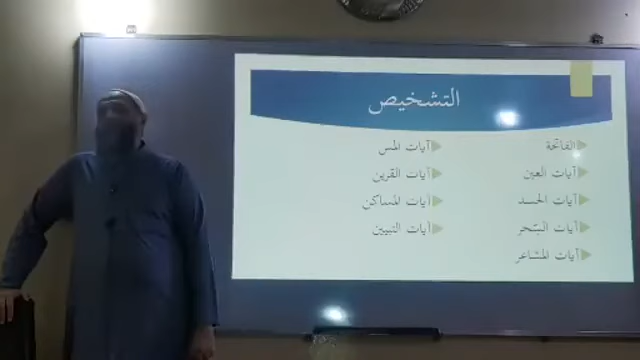 التشخيص
الفاتحة
آيات العين
آيات الحسد
آيات السحر
آيات المشاعر
آيات المس
آيات القرين
آيات المساكن
آيات التبيين